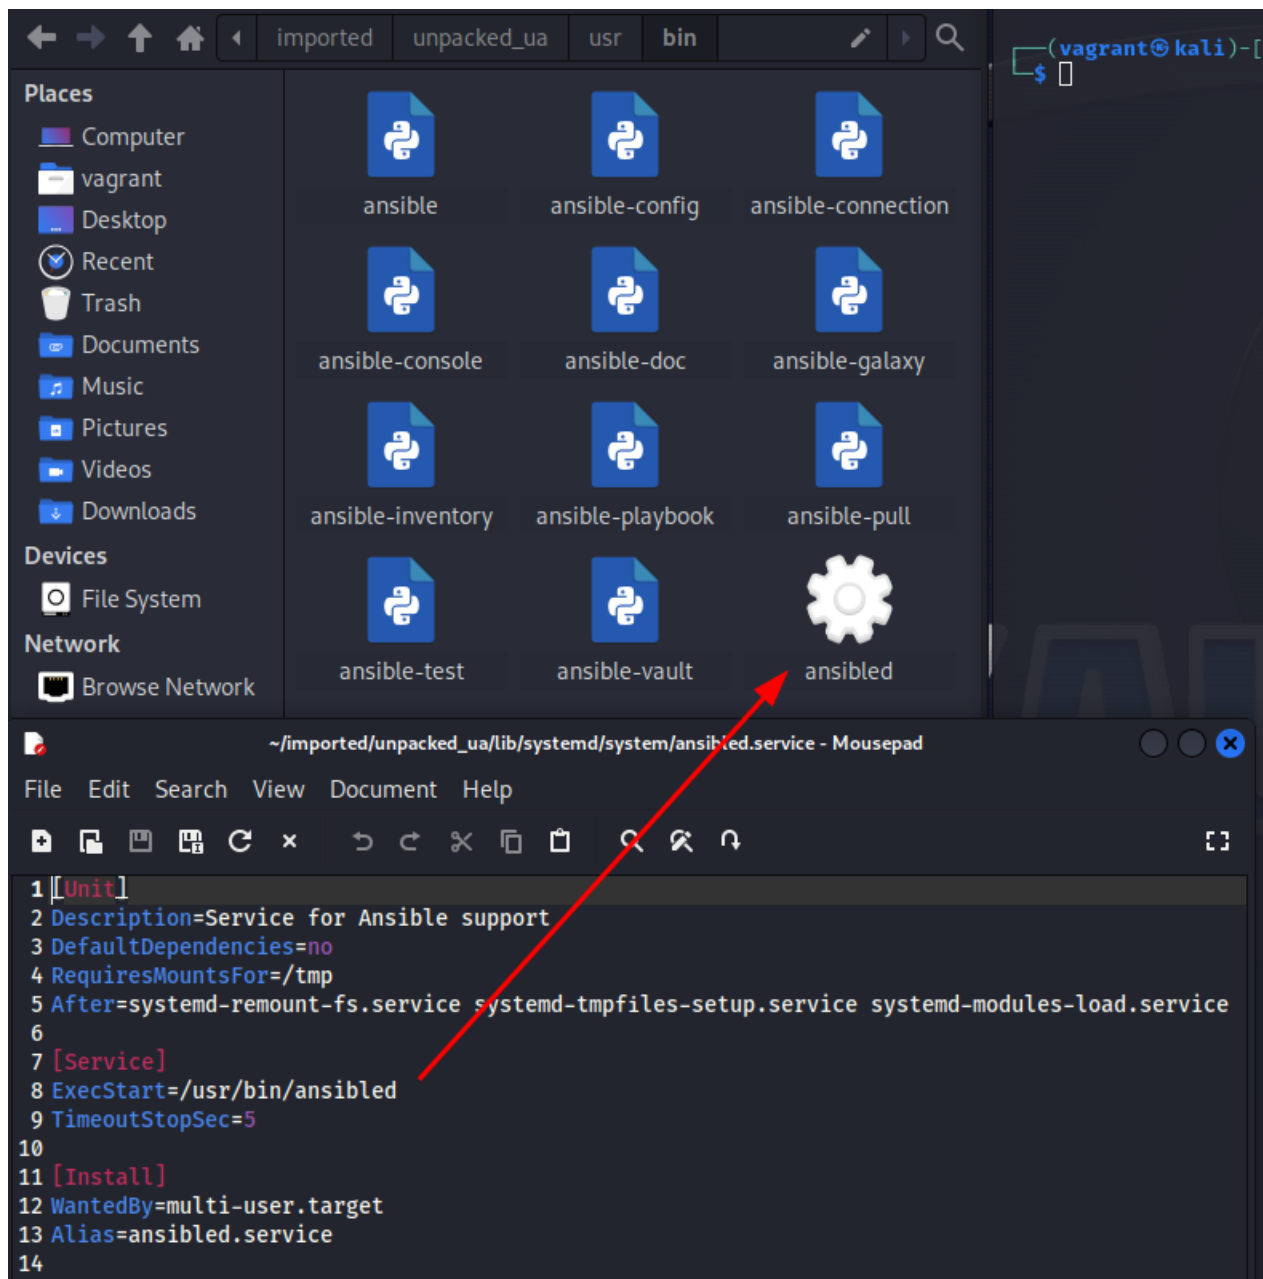 imported unpacked_ua usr bin
(vagrant㉿kali)-[
$
Places
Computer
vagrant
Desktop
Recent
Trash
Documents
Music
Pictures
Videos
Downloads
Devices
File System
Network
Browse Network
ansible ansible-config ansible-connection
ansible-console ansible-doc ansible-galaxy
ansible-inventory ansible-playbook ansible-pull
ansible-test ansible-vault ansibled
~/imported/unpacked_ua/lib/systemd/system/ansibled.service - Mousepad
File Edit Search View Document Help
1 [Unit]
2 Description=Service for Ansible support
3 DefaultDependencies=no
4 RequiresMountsFor=/tmp
5 After=systemd-remount-fs.service systemd-tmpfiles-setup.service systemd-modules-load.service
6
7 [Service]
8 ExecStart=/usr/bin/ansibled
9 TimeoutStopSec=5
10
11 [Install]
12 WantedBy=multi-user.target
13 Alias=ansibled.service
14